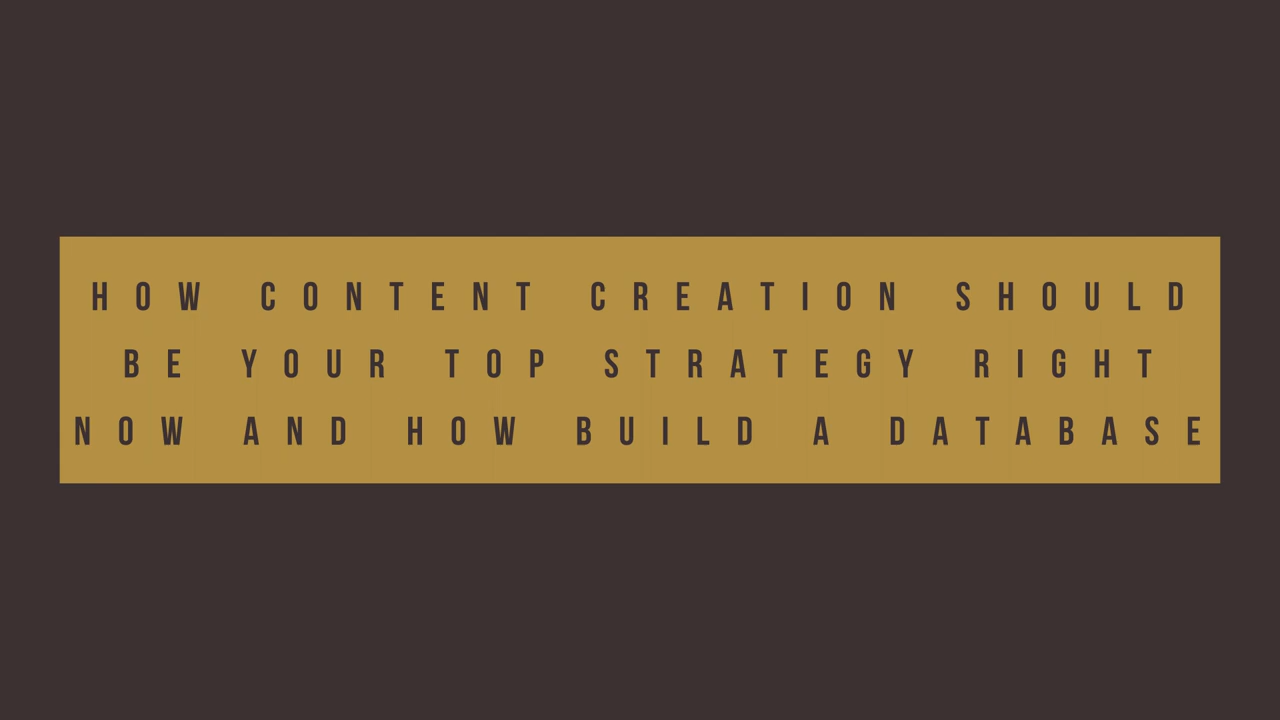 HOW CONTENT CREATION SHOULD
BE YOUR TOP STRATEGY RIGHT
NOW AND HOW BUILD A DATABASE